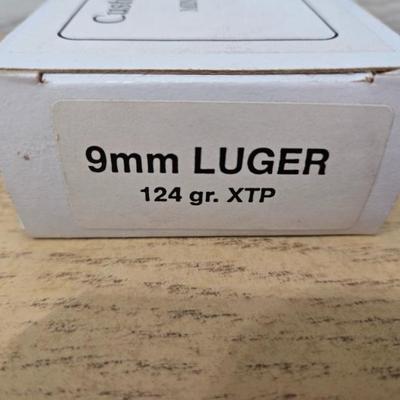 9mm LUGER
124 gr. XTP